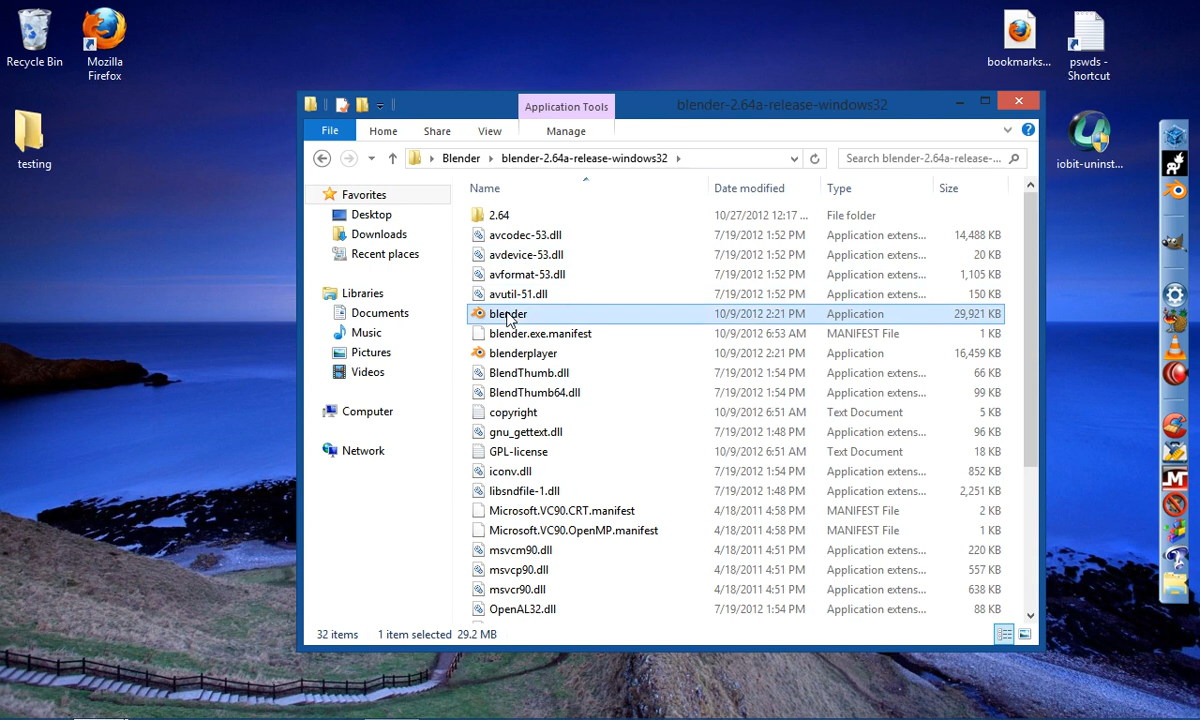 Recycle Bin
Mozilla
Firefox
testing
bookmarks...
pswds -
Shortcut
iobit-uninst...
Application Tools
blender-2.64a-release-windows32
File Home Share View Manage
Blender blender-2.64a-release-windows32
Search blender-2.64a-release-...
Favorites
Desktop
Downloads
Recent places
Libraries
Documents
Music
Pictures
Videos
Computer
Network
Name Date modified Type Size
2.64 10/27/2012 12:17 ... File folder
avcodec-53.dll 7/19/2012 1:52 PM Application extens... 14,488 KB
avdevice-53.dll 7/19/2012 1:52 PM Application extens... 20 KB
avformat-53.dll 7/19/2012 1:52 PM Application extens... 1,105 KB
avutil-51.dll 7/19/2012 1:52 PM Application extens... 150 KB
blender 10/9/2012 2:21 PM Application 29,921 KB
blender.exe.manifest 10/9/2012 6:53 AM MANIFEST File 1 KB
blenderplayer 10/9/2012 2:21 PM Application 16,459 KB
BlendThumb.dll 7/19/2012 1:54 PM Application extens... 66 KB
BlendThumb64.dll 7/19/2012 1:54 PM Application extens... 99 KB
copyright 10/9/2012 6:51 AM Text Document 5 KB
gnu_gettext.dll 7/19/2012 1:48 PM Application extens... 96 KB
GPL-license 10/9/2012 6:51 AM Text Document 18 KB
iconv.dll 7/19/2012 1:54 PM Application extens... 852 KB
libsndfile-1.dll 7/19/2012 1:48 PM Application extens... 2,251 KB
Microsoft.VC90.CRT.manifest 4/18/2011 4:58 PM MANIFEST File 2 KB
Microsoft.VC90.OpenMP.manifest 4/18/2011 4:58 PM MANIFEST File 1 KB
msvcm90.dll 4/18/2011 4:51 PM Application extens... 220 KB
msvcp90.dll 4/18/2011 4:51 PM Application extens... 557 KB
msvcr90.dll 4/18/2011 4:51 PM Application extens... 638 KB
OpenAL32.dll 7/19/2012 1:54 PM Application extens... 88 KB
32 items 1 item selected 29.2 MB